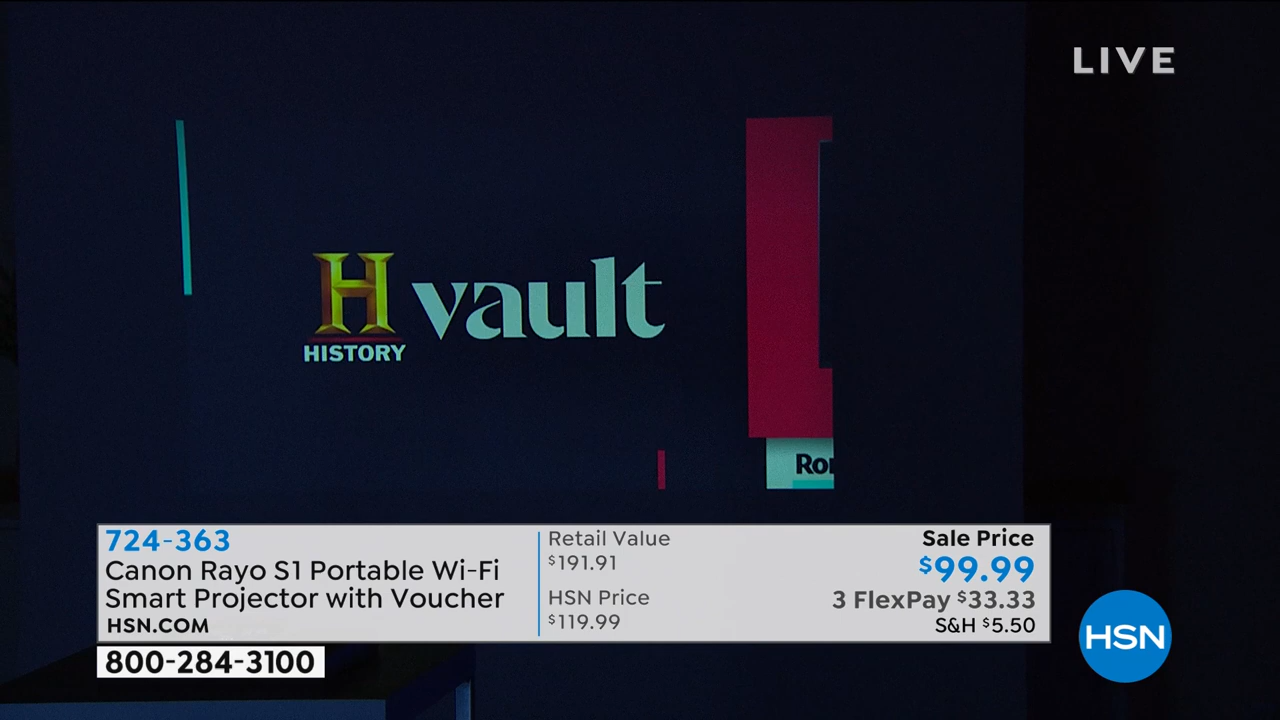 LIVE
H vault
HISTORY
Ro
724-363
Canon Rayo S1 Portable Wi-Fi
Smart Projector with Voucher
HSN.COM
Retail Value
$191.91
HSN Price
$119.99
Sale Price
$99.99
3 FlexPay $33.33
S&H $5.50
800-284-3100
HSN